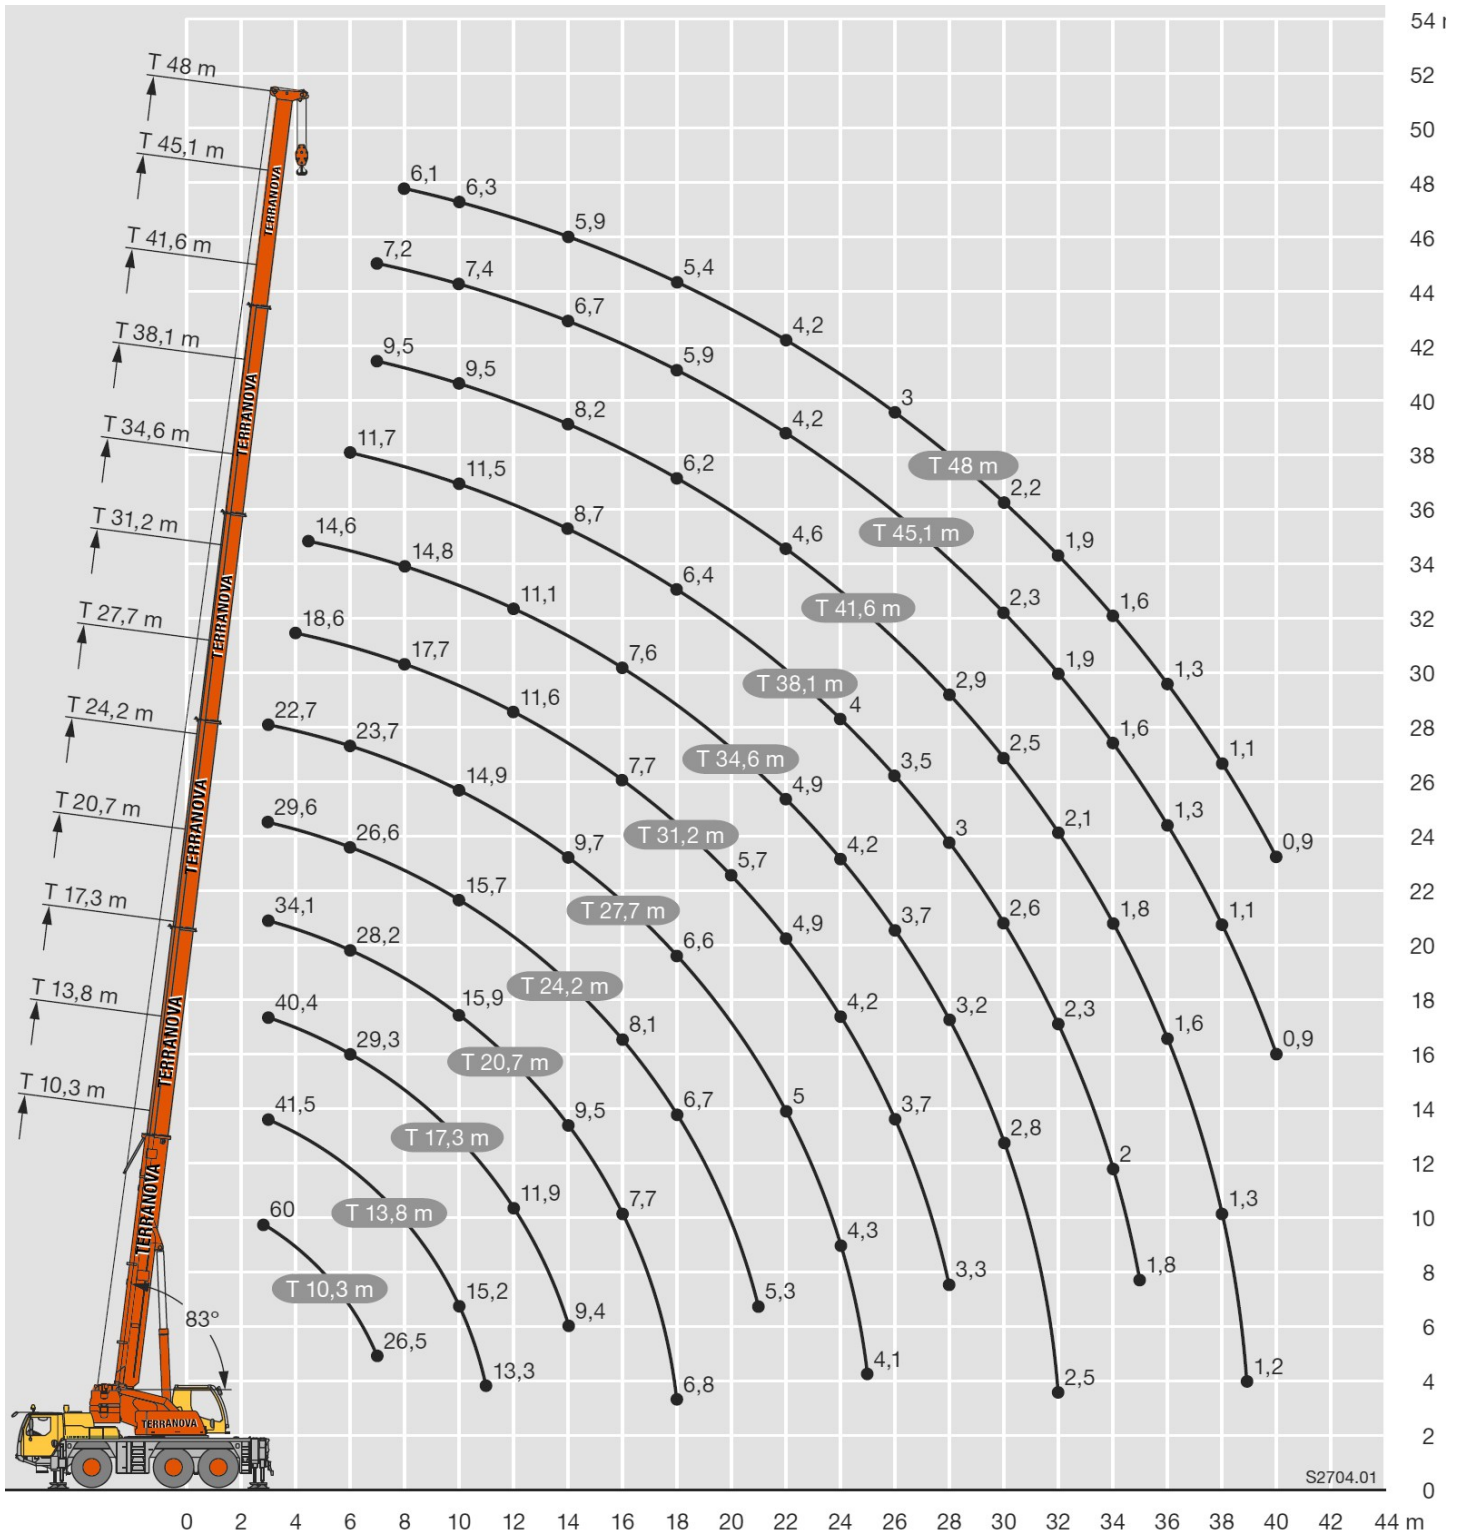 54 m
T 48 m
52
50
T 45,1 m
6,1 6,3 48
5,9 46
T 41,6 m 7,2 7,4 5,4
6,7 4,2 44
T 38,1 m 9,5 9,5 5,9 42
8,2 4,2 3 40
T 34,6 m 11,7 11,5 6,2 T 48 m 38
8,7 4,6 T 45,1 m 2,2 36
T 31,2 m 14,6 14,8 6,4 1,9 34
11,1 T 41,6 m 2,3 1,6 32
T 27,7 m 18,6 17,7 7,6 T 38,1 m 4 2,9 1,9 1,3 30
11,6 T 34,6 m 3,5 2,5 1,6 1,1 28
T 24,2 m 22,7 23,7 14,9 7,7 4,9 26
T 20,7 m 29,6 26,6 9,7 T 31,2 m 5,7 4,2 3 2,1 1,3 0,9 24
15,7 T 27,7 m 22
T 17,3 m 34,1 28,2 6,6 4,9 3,7 2,6 1,8 1,1 20
T 13,8 m 40,4 29,3 15,9 T 24,2 m 8,1 4,2 3,2 2,3 1,6 18
T 20,7 m 0,9 16
T 10,3 m 41,5 T 17,3 m 9,5 6,7 5 3,7 2,8 2 14
12
60 T 13,8 m 11,9 7,7 4,3 1,3 10
T 10,3 m 15,2 9,4 5,3 3,3 1,8 8
83°
26,5 13,3 6,8 4,1 2,5 1,2 6
4
2
0
TERRANOVA
TERRANOVA
TERRANOVA
TERRANOVA
TERRANOVA
TERRANOVA
TERRANOVA
S2704.01
0 2 4 6 8 10 12 14 16 18 20 22 24 26 28 30 32 34 36 38 40 42 44 m